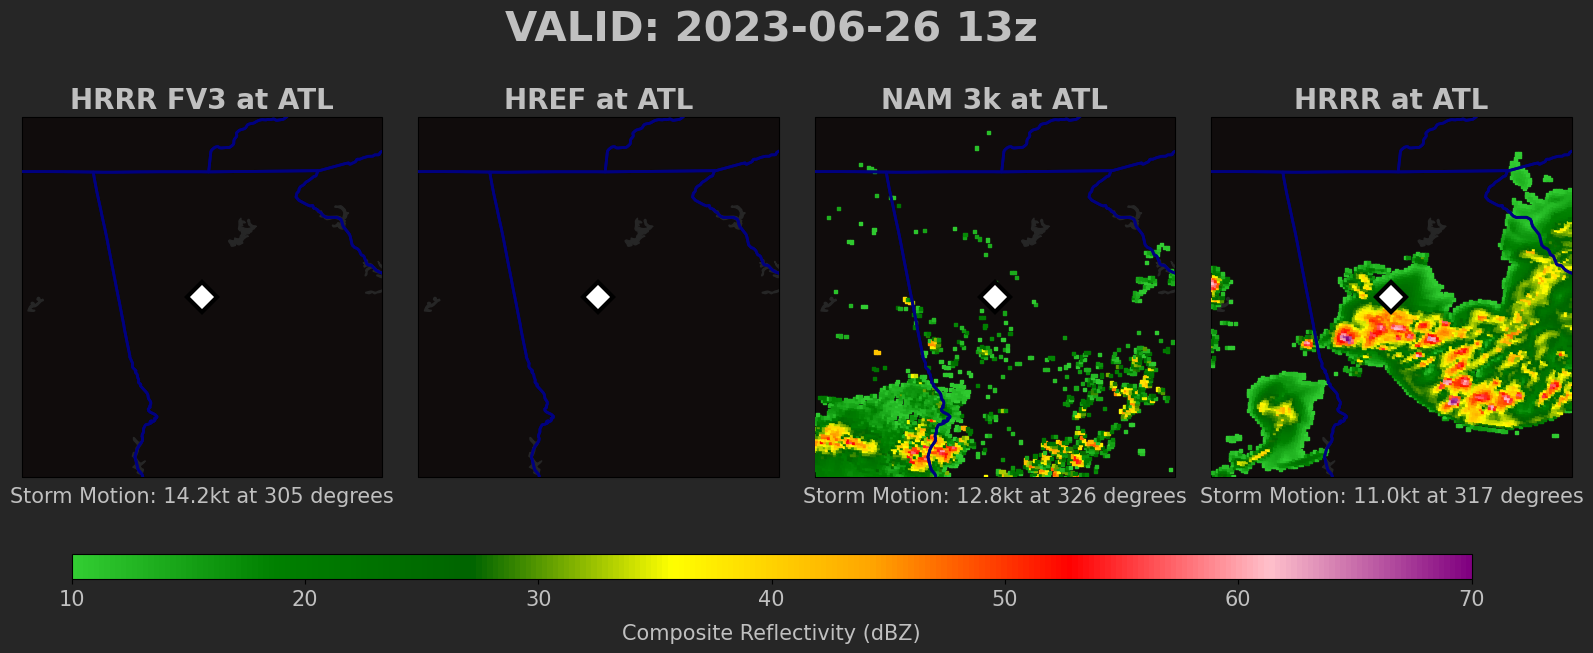 VALID: 2023-06-26 13z
HRRR FV3 at ATL
HREF at ATL
NAM 3k at ATL
HRRR at ATL
Storm Motion: 14.2kt at 305 degrees
Storm Motion: 12.8kt at 326 degrees
Storm Motion: 11.0kt at 317 degrees
10 20 30 40 50 60 70
Composite Reflectivity (dBZ)